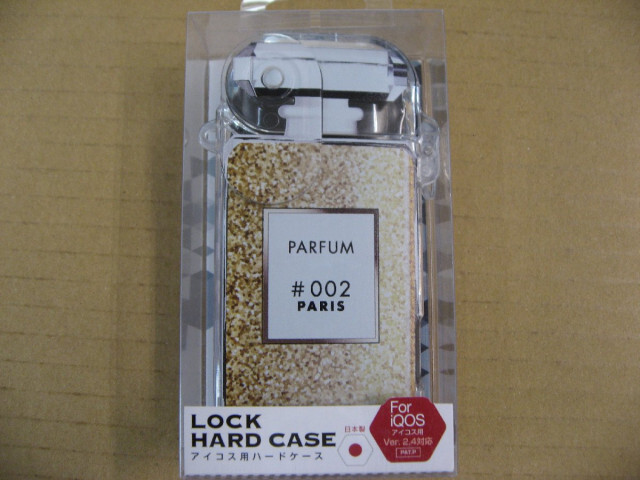 PARFUM
#002
PARIS
LOCK
HARD CASE
アイコス用ハードケース
日本製
For
iQOS
アイコス用
Ver. 2.4対応
PAT.P